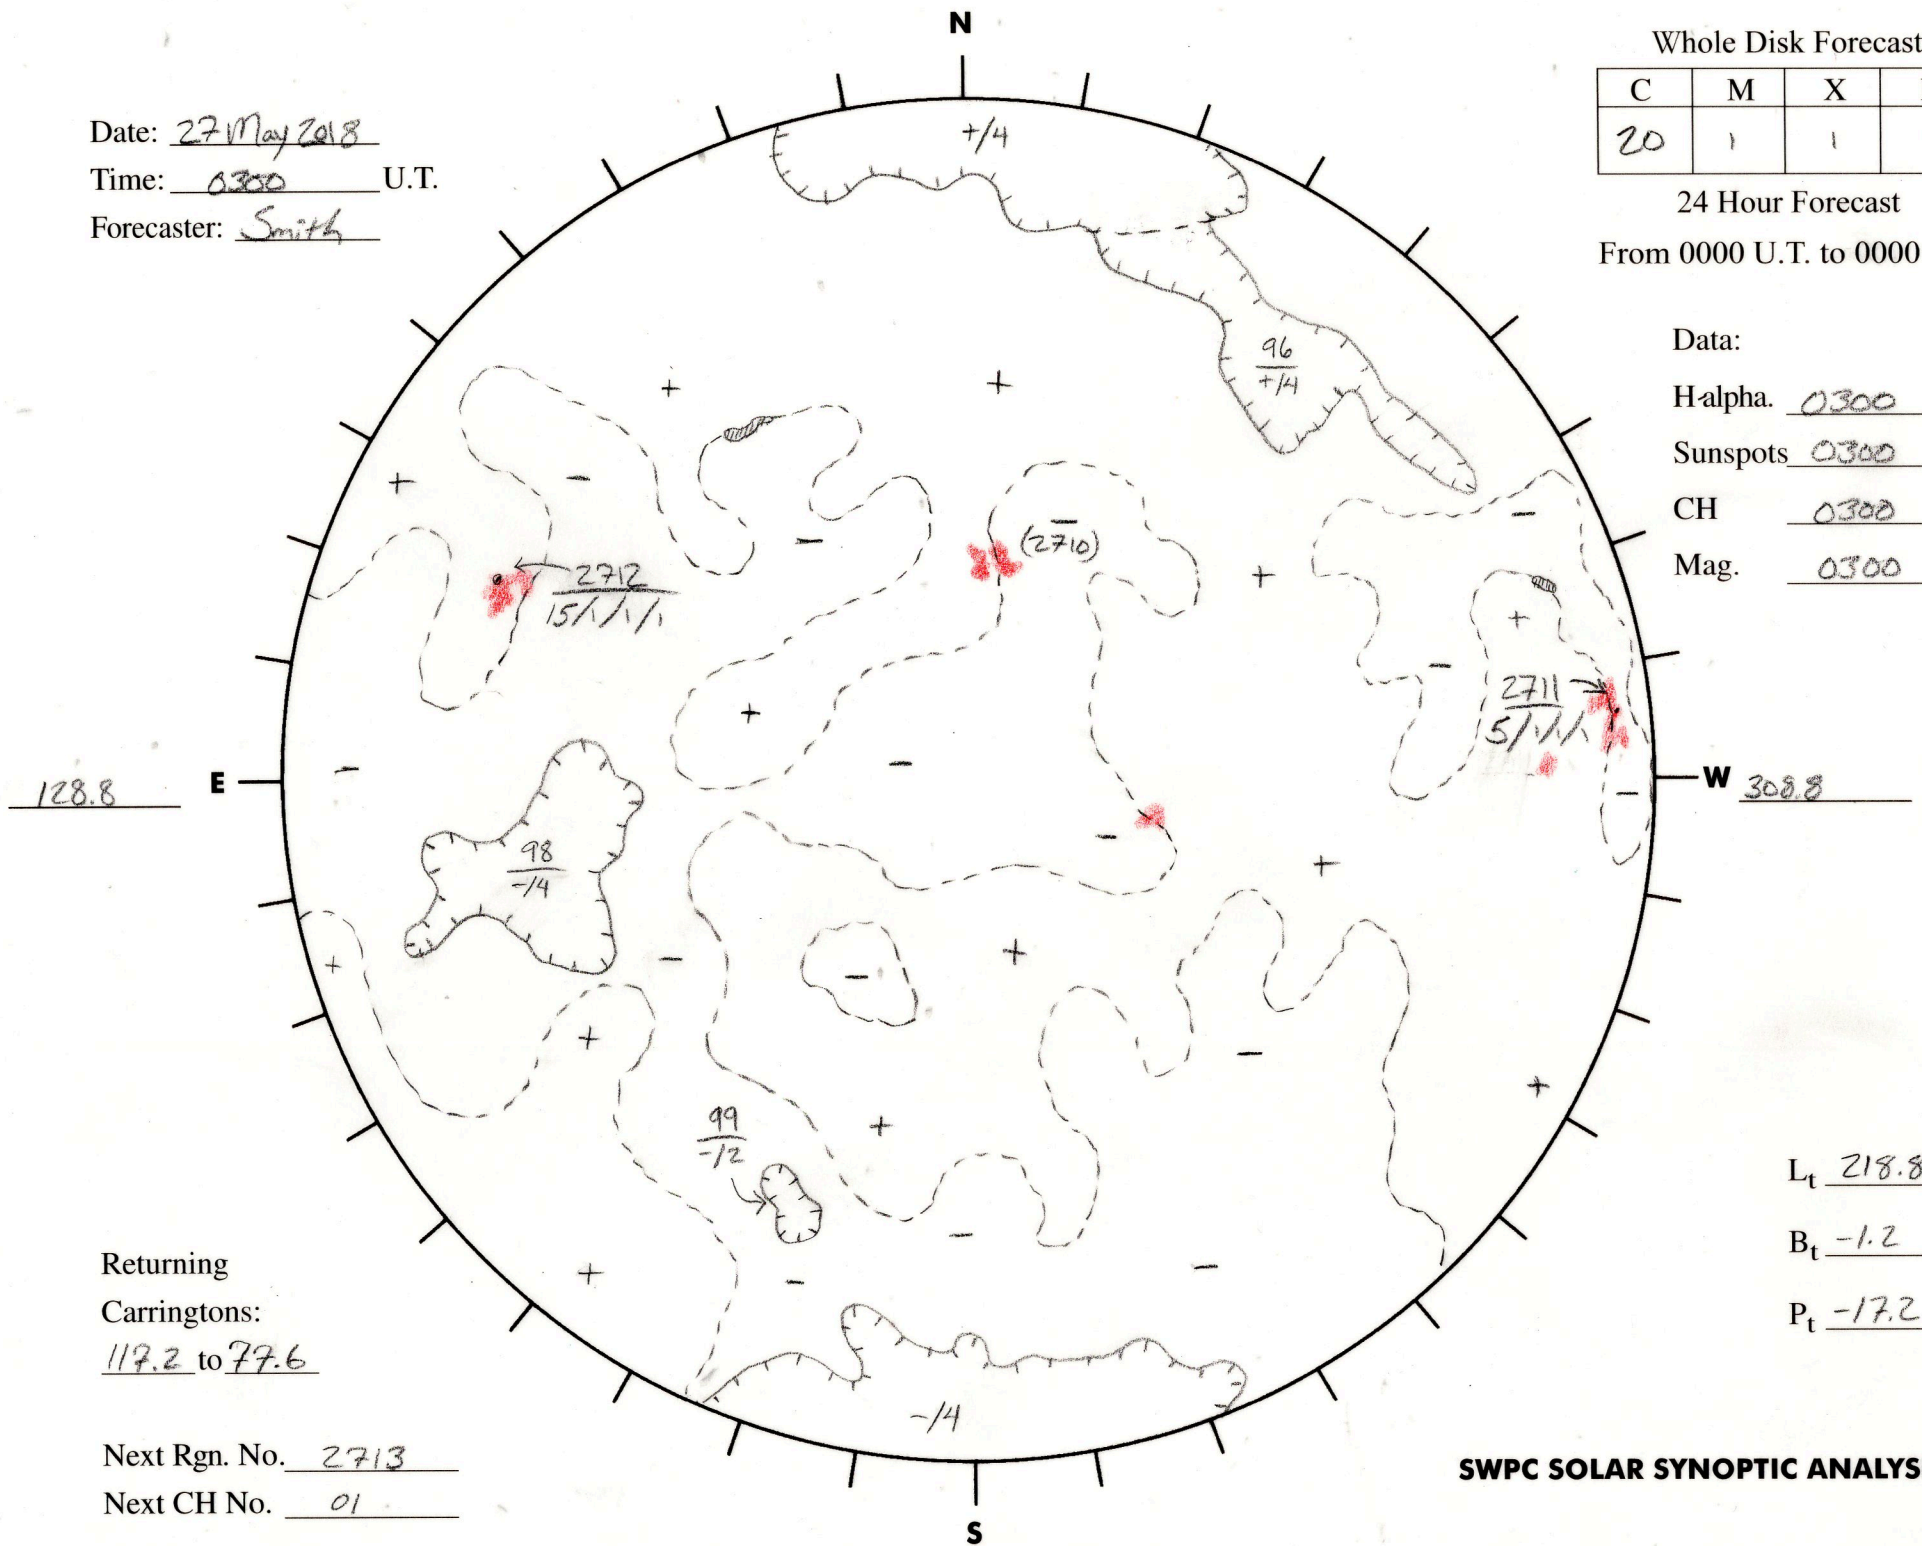 N
Whole Disk Forecast
C M X
20 1 1
24 Hour Forecast
From 0000 U.T. to 0000
Date: 27 May 2018
Time: 0300 U.T.
Forecaster: Smith
Data:
H-alpha. 0300
Sunspots 0300
CH 0300
Mag. 0300
+/4
96
+/4
+ +
+ -
-
-
(2710)
-
+
2712
15/1/1/1
+
-
2711
5/1/1/1
+
-
-
128.8 E
W 308.8
-
-
+
98
-/4
+
-
-
+
+
-
+
99
-/2
+
-
+
-
-
-
Lt 218.8
Bt -1.2
Pt -17.2
Returning
Carringtons:
117.2 to 77.6
-/4
Next Rgn. No. 2713
Next CH No. 01
SWPC SOLAR SYNOPTIC ANALYS
S